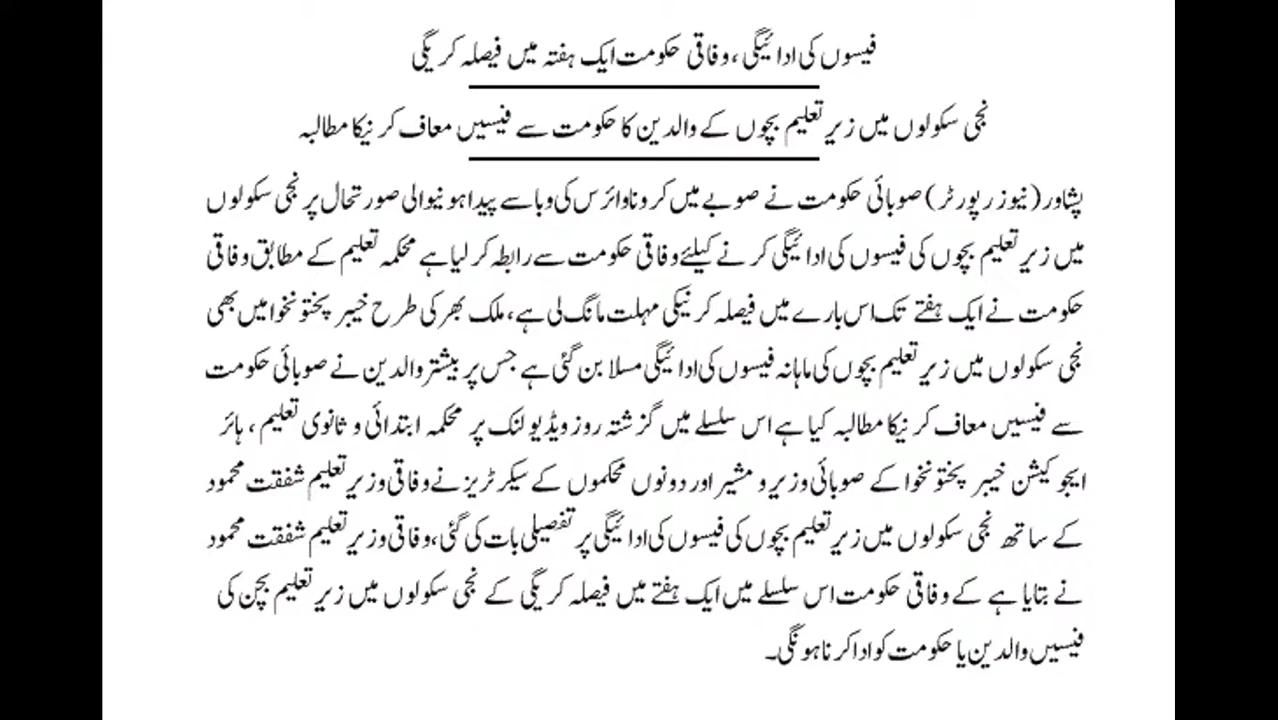 فیسوں کی ادائیگی ، وفاقی حکومت ایک ہفتہ میں فیصلہ کریگی
نجی سکولوں میں زیر تعلیم بچوں کے والدین کا حکومت سے فیسیں معاف کرنیکا مطالبہ
پشاور (نیوز رپورٹر) صوبائی حکومت نے صوبے میں کروناوائرس کی وبا سے پیدا ہونیوالی صورتحال پر نجی سکولوں
میں زیر تعلیم بچوں کی فیسوں کی ادائیگی کرنے کیلئے وفاقی حکومت سے رابطہ کرلیا ہے محکمہ تعلیم کے مطابق وفاقی
حکومت نے ایک ہفتے تک اس بارے میں فیصلہ کرنیکی مہلت مانگ لی ہے، ملک بھر کی طرح خیبر پختونخوا میں بھی
نجی سکولوں میں زیر تعلیم بچوں کی ماہانہ فیسوں کی ادائیگی مسلا بن گئی ہے جس پر بیشتر والدین نے صوبائی حکومت
سے فیسیں معاف کرنیکا مطالبہ کیا ہے اس سلسلے میں گزشتہ روز ویڈیو لنک پر محکمہ ابتدائی و ثانوی تعلیم ، ہائر
ایجوکیشن خیبر پختونخوا کے صوبائی وزیر و مشیر اور دونوں محکموں کے سیکرٹریز نے وفاقی وزیر تعلیم شفقت محمود
کے ساتھ نجی سکولوں میں زیر تعلیم بچوں کی فیسوں کی ادائیگی پر تفصیلی بات کی گئی، وفاقی وزیر تعلیم شفقت محمود
نے بتایا ہے کے وفاقی حکومت اس سلسلے میں ایک ہفتے میں فیصلہ کریگی کے نجی سکولوں میں زیر تعلیم بچن کی
فیسیں والدین یا حکومت کو ادا کرنا ہونگی۔